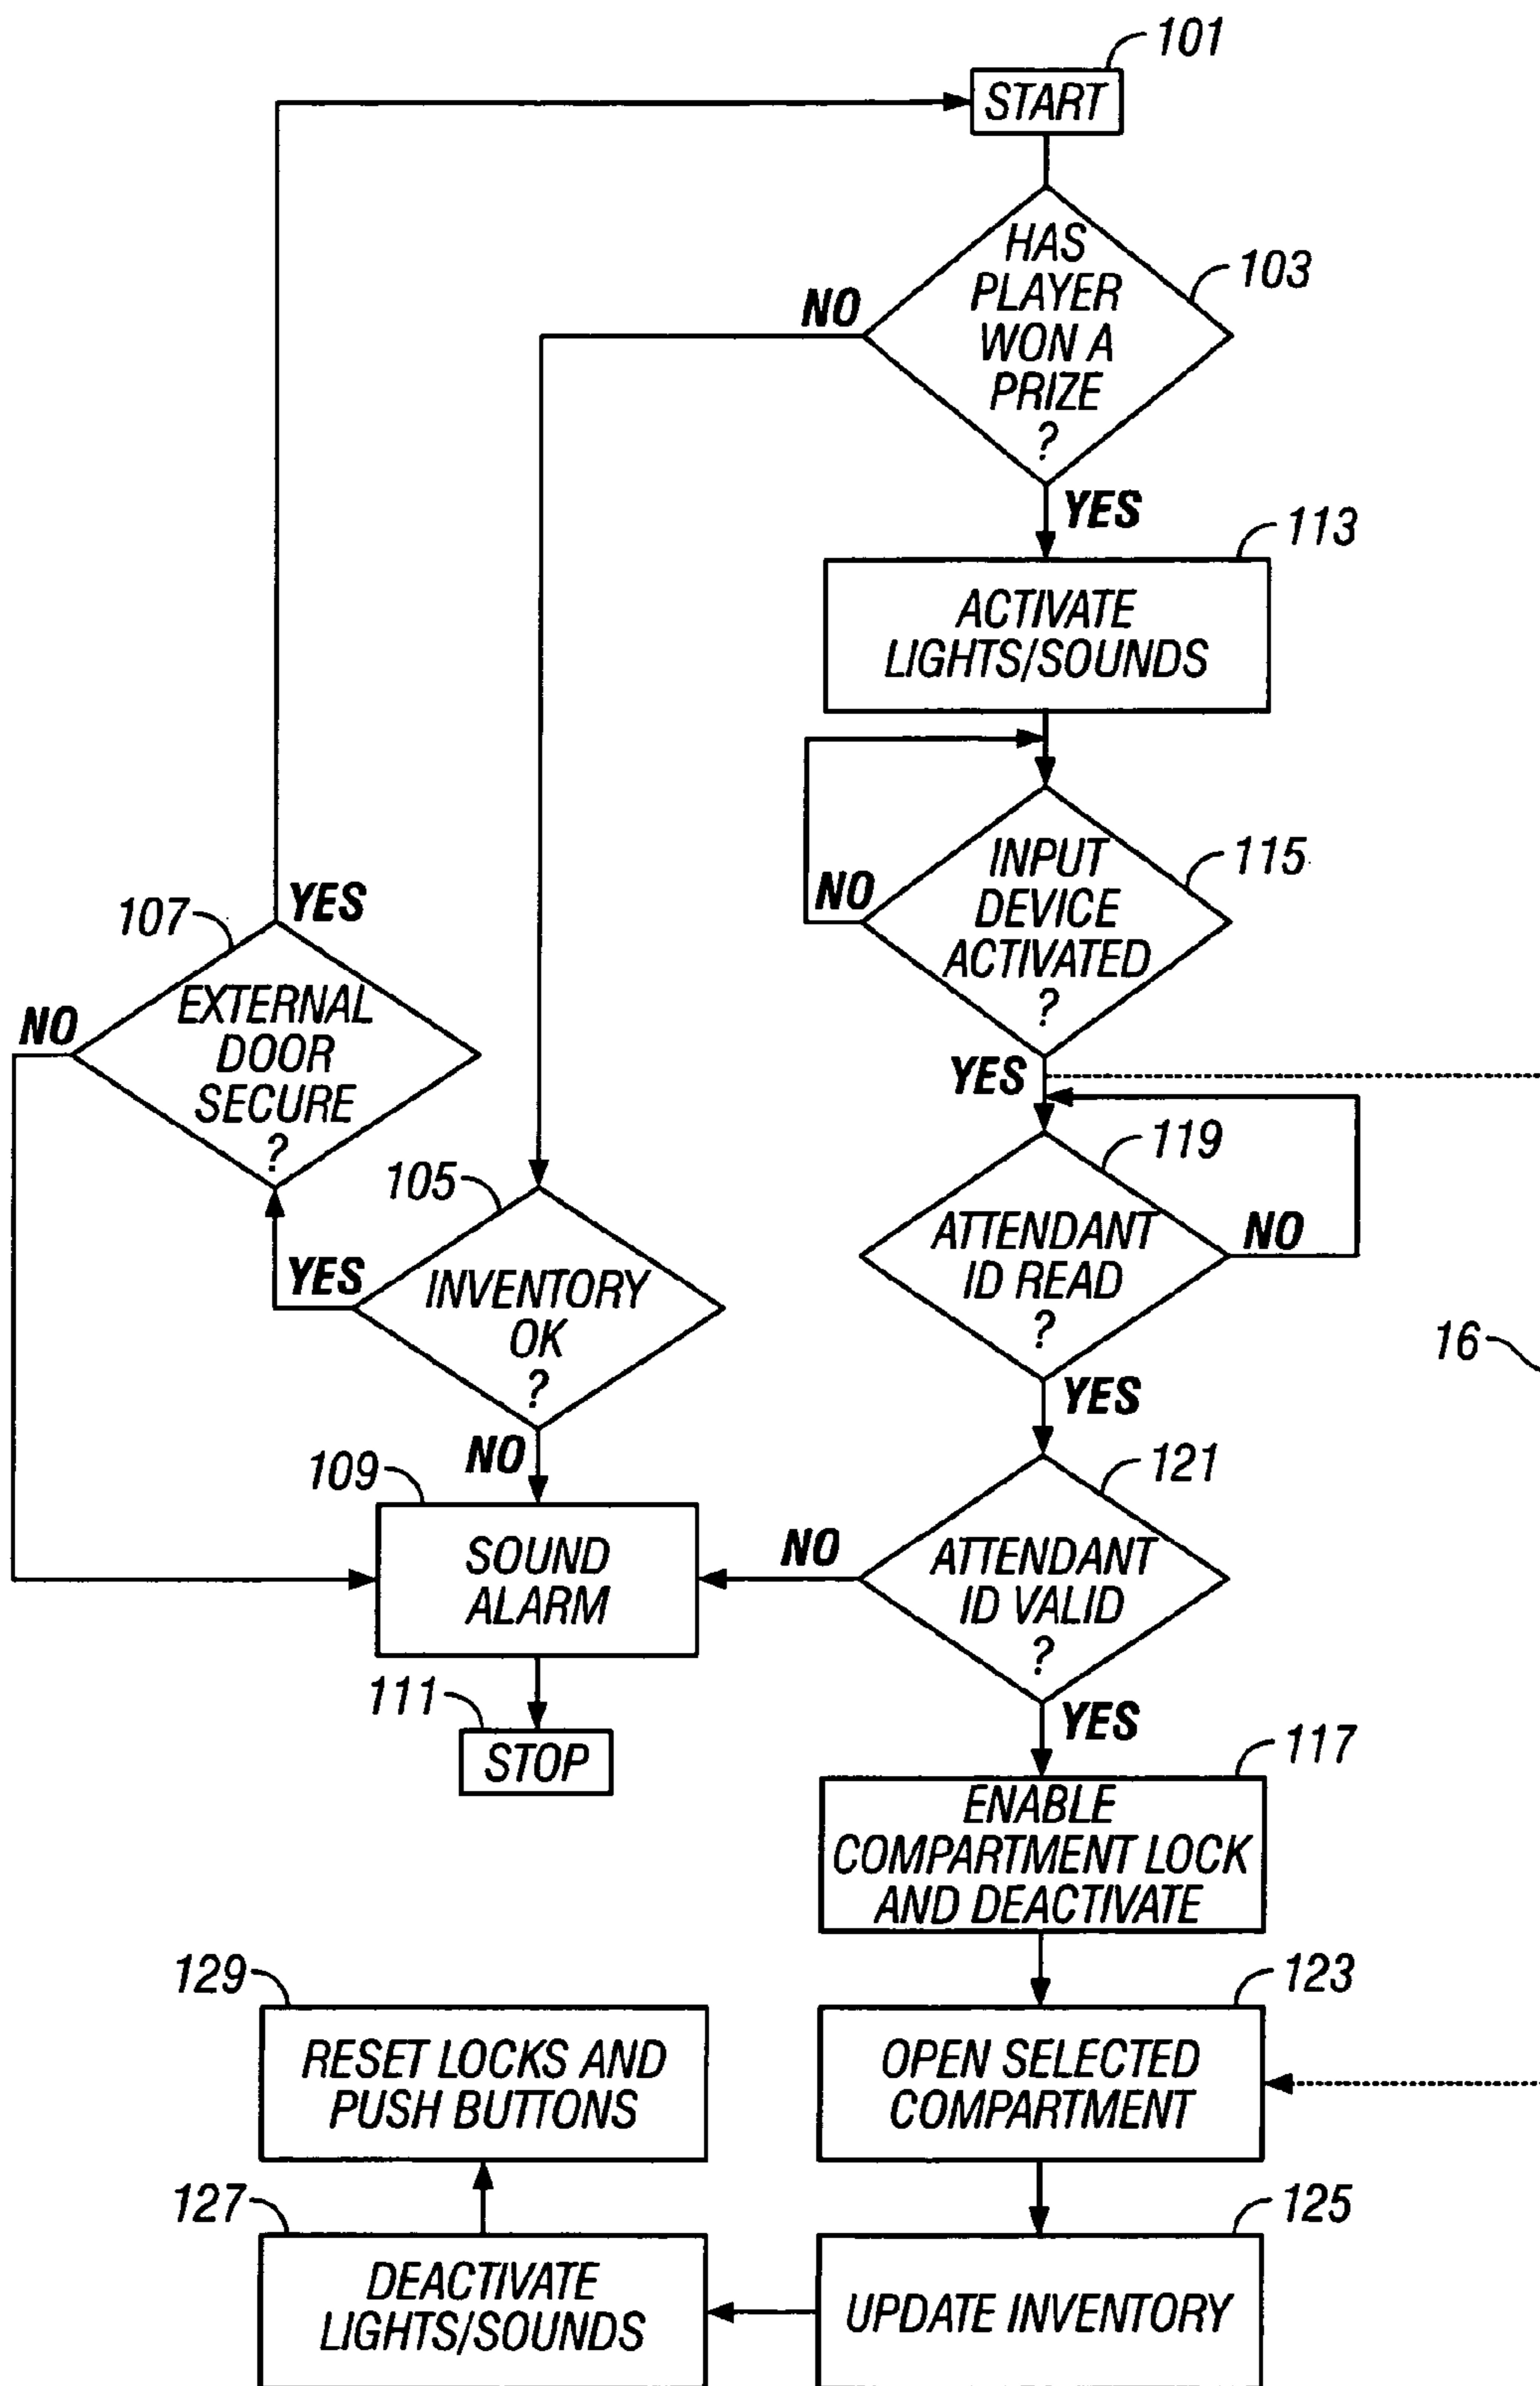 101
START
HAS
PLAYER
WON A
PRIZE
?
103
NO
YES
113
ACTIVATE
LIGHTS/SOUNDS
INPUT
DEVICE
ACTIVATED
?
115
NO
YES
107
YES
EXTERNAL
DOOR
SECURE
?
NO
119
ATTENDANT
ID READ
?
NO
YES
105
INVENTORY
OK
?
YES
NO
16
109
SOUND
ALARM
121
ATTENDANT
ID VALID
?
NO
YES
111
STOP
117
ENABLE
COMPARTMENT LOCK
AND DEACTIVATE
129
RESET LOCKS AND
PUSH BUTTONS
123
OPEN SELECTED
COMPARTMENT
127
DEACTIVATE
LIGHTS/SOUNDS
125
UPDATE INVENTORY